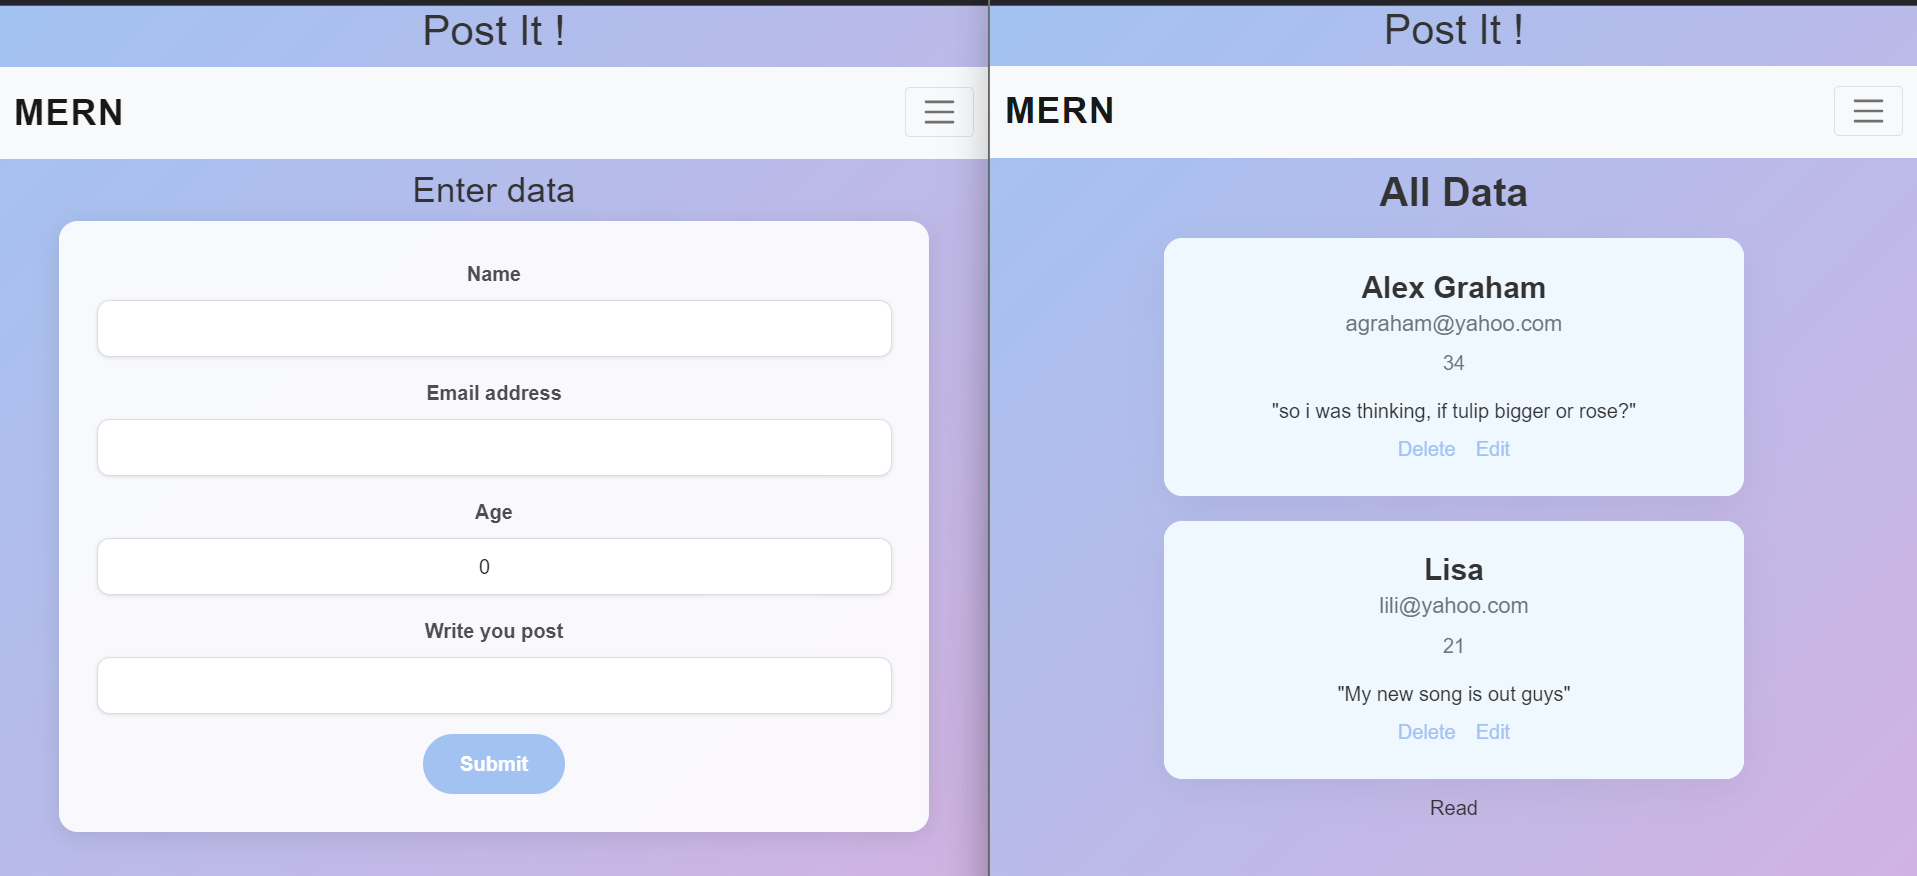 Post It !
MERN
Enter data
Name
Email address
Age
0
Write you post
Submit
Post It !
MERN
All Data
Alex Graham
agraham@yahoo.com
34
"so i was thinking, if tulip bigger or rose?"
Delete Edit
Lisa
lili@yahoo.com
21
"My new song is out guys"
Delete Edit
Read